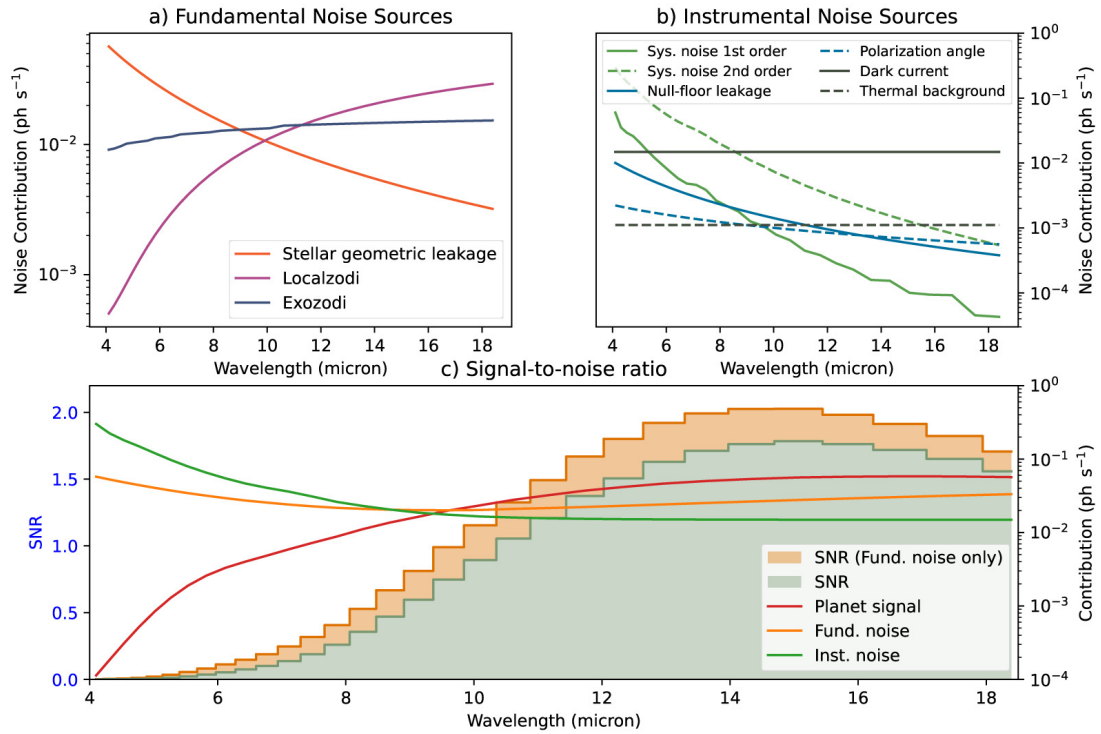 a) Fundamental Noise Sources
Noise Contribution (ph s⁻¹)
10⁻²
10⁻³
Stellar geometric leakage
Localzodi
Exozodi
4 6 8 10 12 14 16 18
Wavelength (micron)
b) Instrumental Noise Sources
Sys. noise 1st order
Sys. noise 2nd order
Null-floor leakage
Polarization angle
Dark current
Thermal background
10⁰
10⁻¹
10⁻²
10⁻³
10⁻⁴
Noise Contribution (ph s⁻¹)
4 6 8 10 12 14 16 18
Wavelength (micron)
c) Signal-to-noise ratio
SNR
2.0
1.5
1.0
0.5
0.0
SNR (Fund. noise only)
SNR
Planet signal
Fund. noise
Inst. noise
10⁰
10⁻¹
10⁻²
10⁻³
10⁻⁴
Contribution (ph s⁻¹)
4 6 8 10 12 14 16 18
Wavelength (micron)